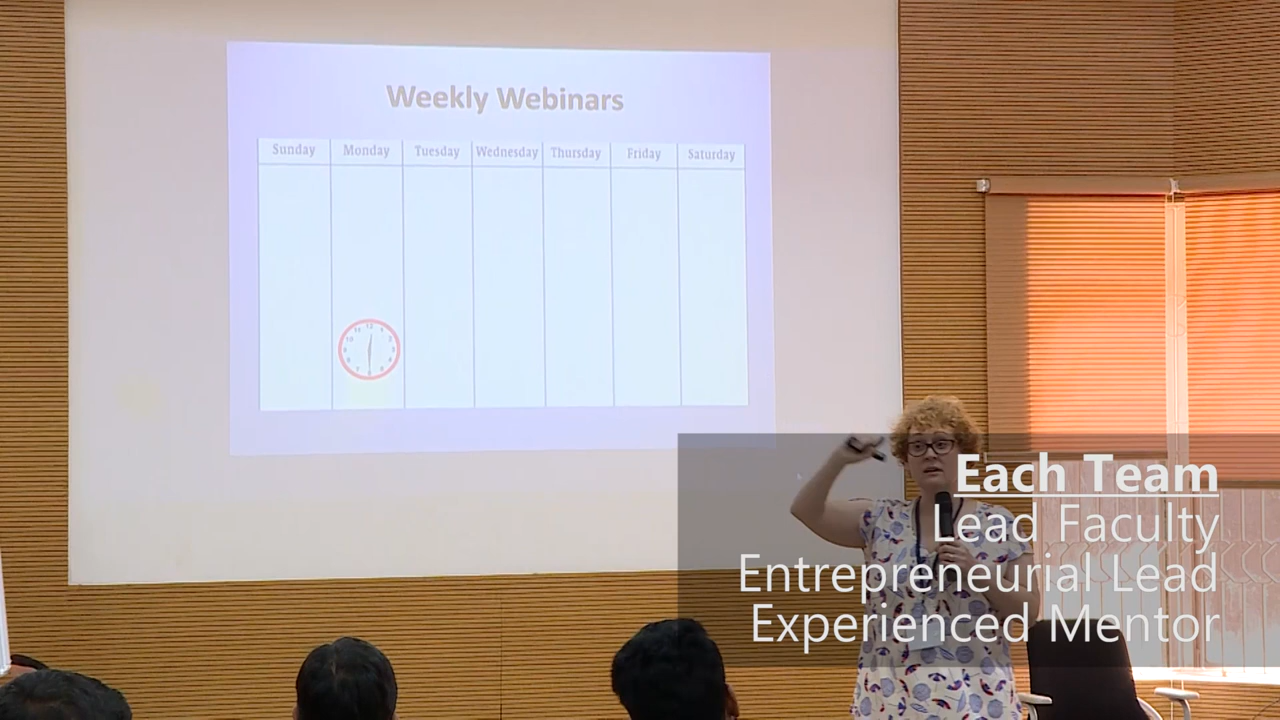 Weekly Webinars
Sunday Monday Tuesday Wednesday Thursday Friday Saturday
Each Team
Lead Faculty
Entrepreneurial Lead
Experienced Mentor